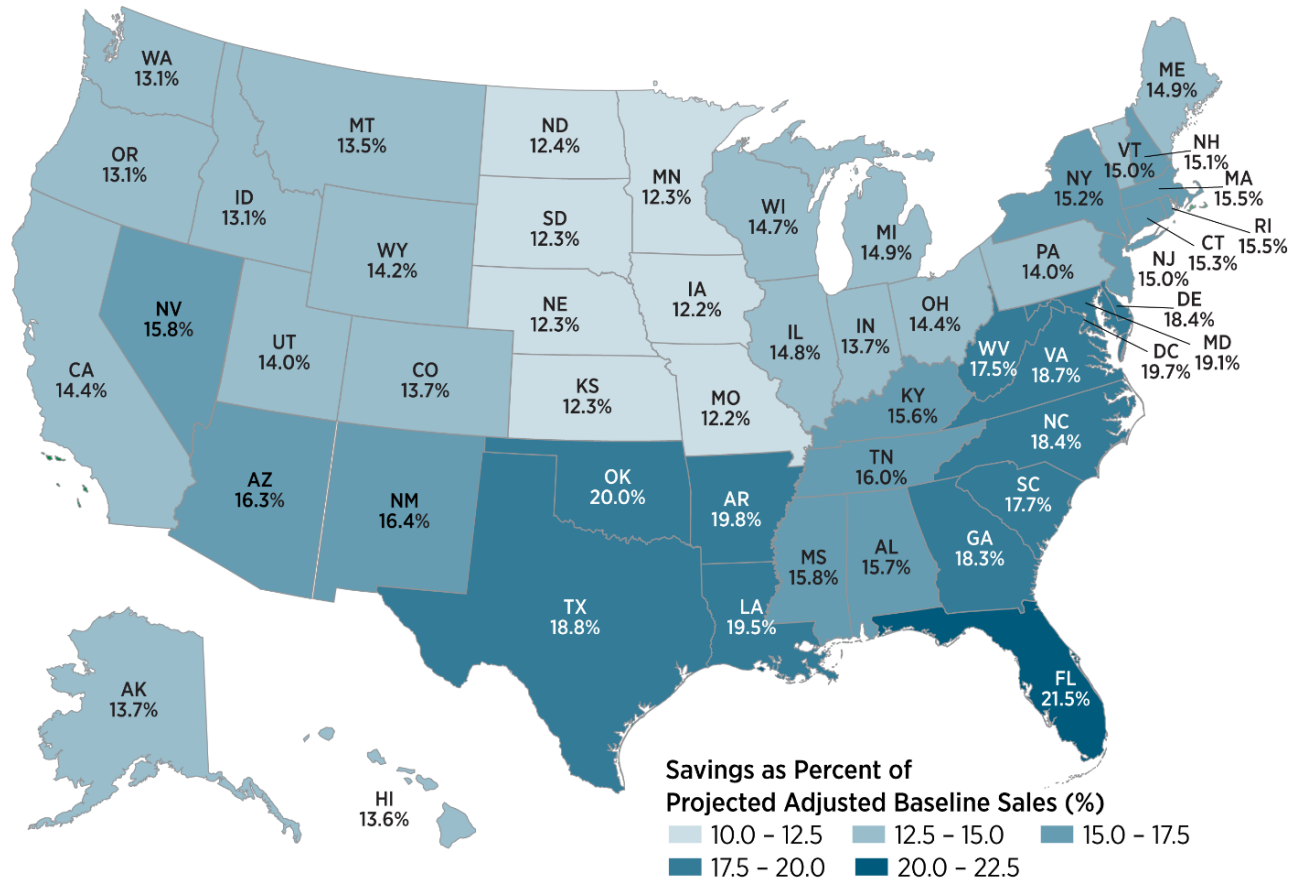 WA
13.1%
OR
13.1%
ID
13.1%
MT
13.5%
WY
14.2%
NV
15.8%
UT
14.0%
CA
14.4%
CO
13.7%
AZ
16.3%
NM
16.4%
ND
12.4%
SD
12.3%
NE
12.3%
KS
12.3%
MN
12.3%
IA
12.2%
MO
12.2%
OK
20.0%
AR
19.8%
TX
18.8%
LA
19.5%
WI
14.7%
MI
14.9%
IL
14.8%
IN
13.7%
OH
14.4%
KY
15.6%
TN
16.0%
MS
15.8%
AL
15.7%
GA
18.3%
FL
21.5%
SC
17.7%
NC
18.4%
WV
17.5%
VA
18.7%
PA
14.0%
NY
15.2%
VT
15.0%
ME
14.9%
NH
15.1%
MA
15.5%
RI
15.5%
CT
15.3%
NJ
15.0%
DE
18.4%
MD
19.1%
DC
19.7%
AK
13.7%
HI
13.6%
Savings as Percent of
Projected Adjusted Baseline Sales (%)
10.0 – 12.5 12.5 – 15.0 15.0 – 17.5
17.5 – 20.0 20.0 – 22.5